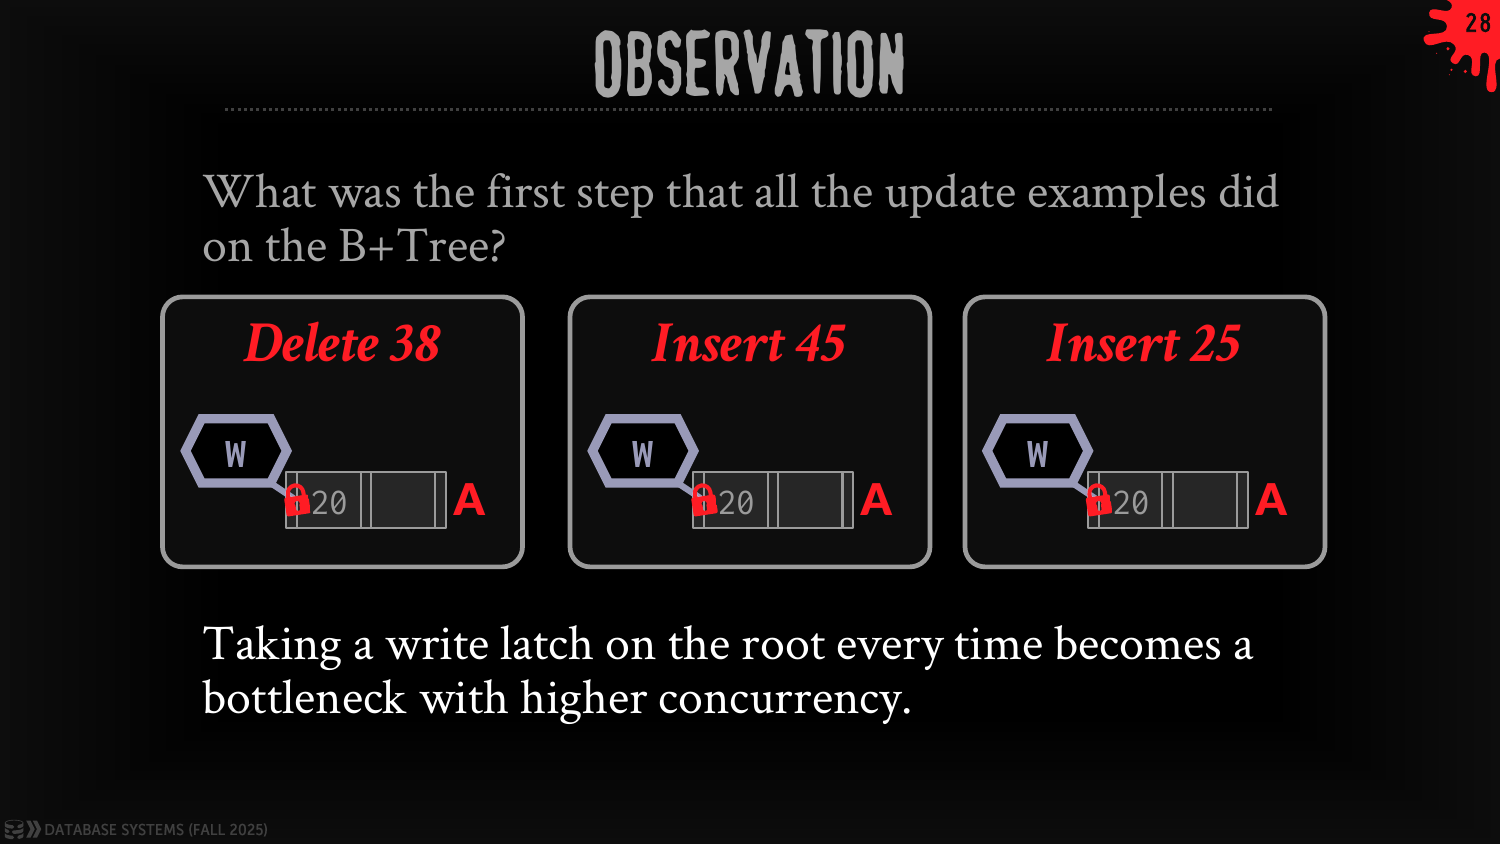 28
OBSERVATION
What was the first step that all the update examples did
on the B+Tree?
Delete 38
W
20
A
Insert 45
W
20
A
Insert 25
W
20
A
Taking a write latch on the root every time becomes a
bottleneck with higher concurrency.
DATABASE SYSTEMS (FALL 2025)